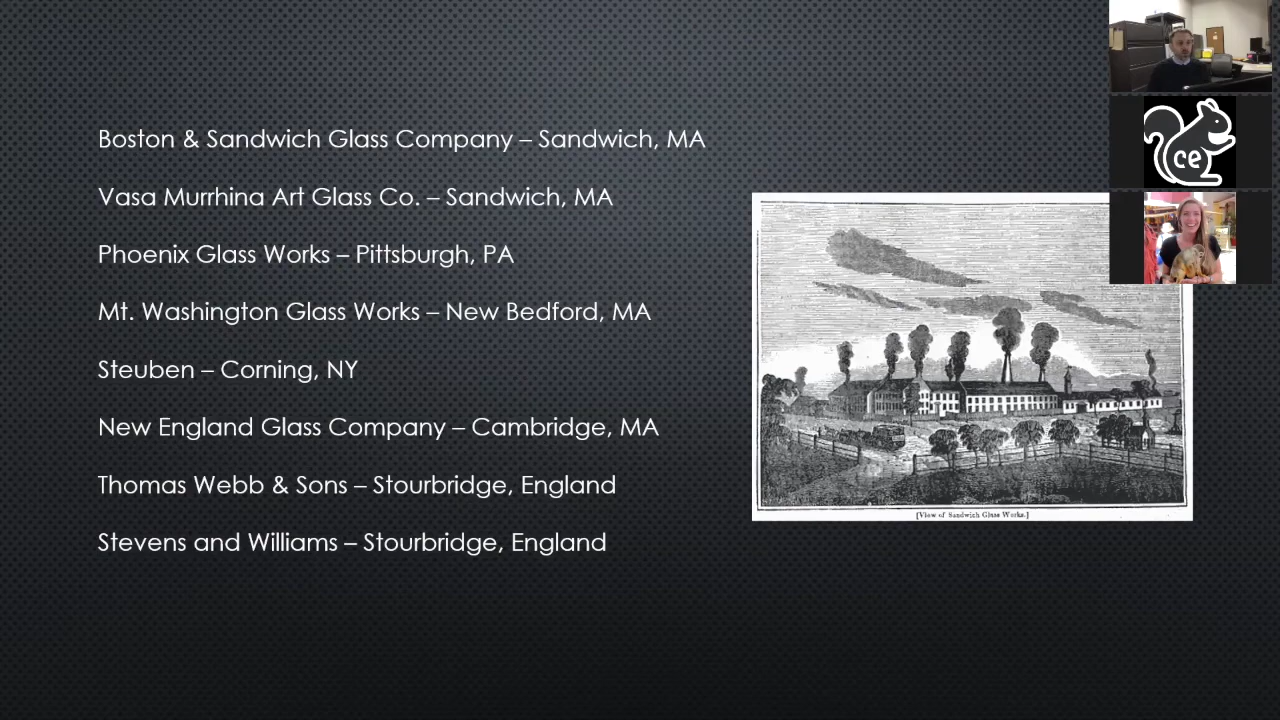 Boston & Sandwich Glass Company – Sandwich, MA
Vasa Murrhina Art Glass Co. – Sandwich, MA
Phoenix Glass Works – Pittsburgh, PA
Mt. Washington Glass Works – New Bedford, MA
Steuben – Corning, NY
New England Glass Company – Cambridge, MA
Thomas Webb & Sons – Stourbridge, England
Stevens and Williams – Stourbridge, England
[View of Sandwich Glass Works.]
ce